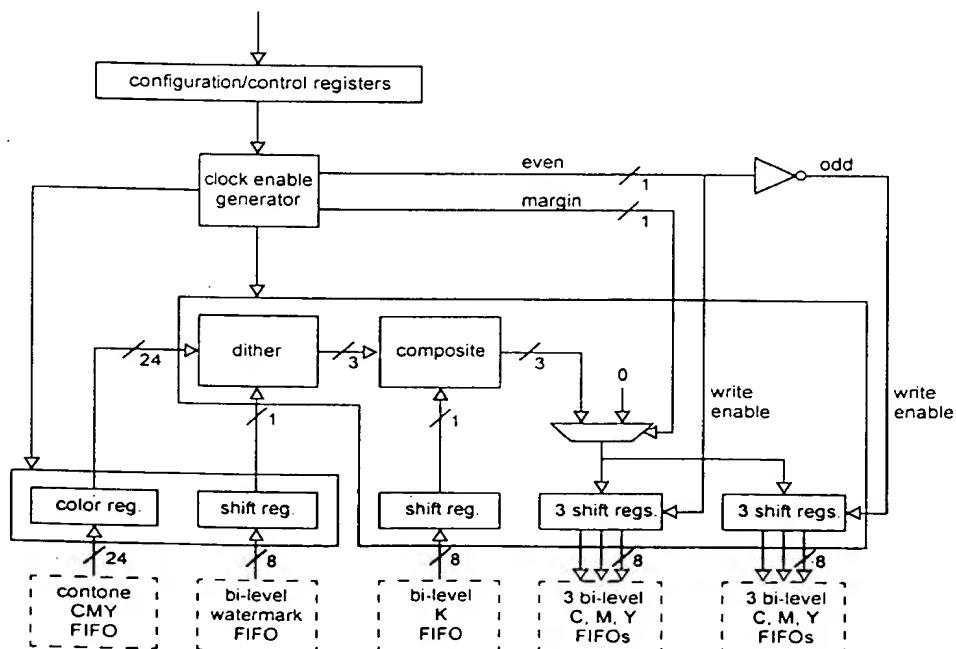 configuration/control registers
clock enable
generator
even
1
odd
margin
1
dither
composite
24
3
3
0
1
1
write
enable
write
enable
color reg.
shift reg.
shift reg.
3 shift regs.
3 shift regs.
24
8
8
8
8
contone
CMY
FIFO
bi-level
watermark
FIFO
bi-level
K
FIFO
3 bi-level
C, M, Y
FIFOs
3 bi-level
C, M, Y
FIFOs